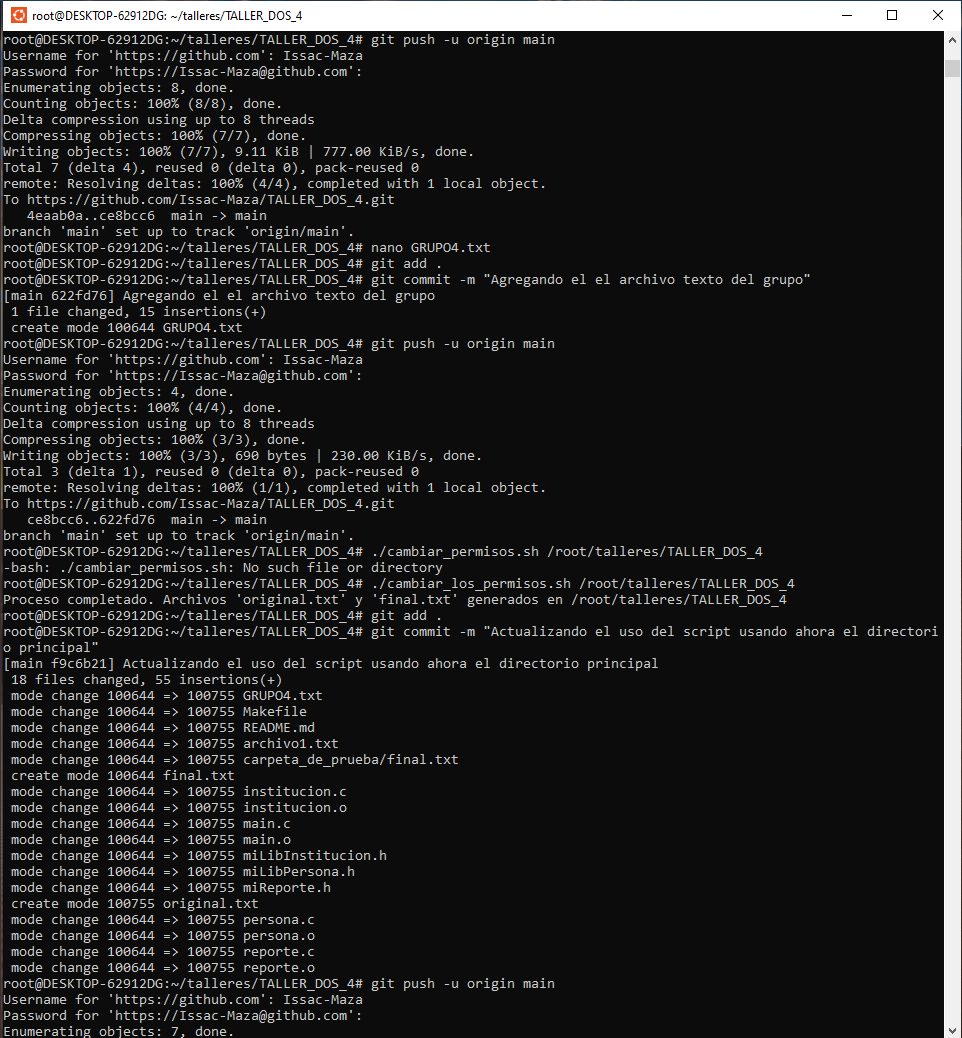 root@DESKTOP-62912DG: ~/talleres/TALLER_DOS_4
root@DESKTOP-62912DG:~/talleres/TALLER_DOS_4# git push -u origin main
Username for 'https://github.com': Issac-Maza
Password for 'https://Issac-Maza@github.com':
Enumerating objects: 8, done.
Counting objects: 100% (8/8), done.
Delta compression using up to 8 threads
Compressing objects: 100% (7/7), done.
Writing objects: 100% (7/7), 9.11 KiB | 777.00 KiB/s, done.
Total 7 (delta 4), reused 0 (delta 0), pack-reused 0
remote: Resolving deltas: 100% (4/4), completed with 1 local object.
To https://github.com/Issac-Maza/TALLER_DOS_4.git
   4eaab0a..ce8bcc6  main -> main
branch 'main' set up to track 'origin/main'.
root@DESKTOP-62912DG:~/talleres/TALLER_DOS_4# nano GRUPO4.txt
root@DESKTOP-62912DG:~/talleres/TALLER_DOS_4# git add .
root@DESKTOP-62912DG:~/talleres/TALLER_DOS_4# git commit -m "Agregando el el archivo texto del grupo"
[main 622fd76] Agregando el el archivo texto del grupo
 1 file changed, 15 insertions(+)
 create mode 100644 GRUPO4.txt
root@DESKTOP-62912DG:~/talleres/TALLER_DOS_4# git push -u origin main
Username for 'https://github.com': Issac-Maza
Password for 'https://Issac-Maza@github.com':
Enumerating objects: 4, done.
Counting objects: 100% (4/4), done.
Delta compression using up to 8 threads
Compressing objects: 100% (3/3), done.
Writing objects: 100% (3/3), 690 bytes | 230.00 KiB/s, done.
Total 3 (delta 1), reused 0 (delta 0), pack-reused 0
remote: Resolving deltas: 100% (1/1), completed with 1 local object.
To https://github.com/Issac-Maza/TALLER_DOS_4.git
   ce8bcc6..622fd76  main -> main
branch 'main' set up to track 'origin/main'.
root@DESKTOP-62912DG:~/talleres/TALLER_DOS_4# ./cambiar_permisos.sh /root/talleres/TALLER_DOS_4
-bash: ./cambiar_permisos.sh: No such file or directory
root@DESKTOP-62912DG:~/talleres/TALLER_DOS_4# ./cambiar_los_permisos.sh /root/talleres/TALLER_DOS_4
Proceso completado. Archivos 'original.txt' y 'final.txt' generados en /root/talleres/TALLER_DOS_4
root@DESKTOP-62912DG:~/talleres/TALLER_DOS_4# git add .
root@DESKTOP-62912DG:~/talleres/TALLER_DOS_4# git commit -m "Actualizando el uso del script usando ahora el directori
o principal"
[main f9c6b21] Actualizando el uso del script usando ahora el directorio principal
 18 files changed, 55 insertions(+)
 mode change 100644 => 100755 GRUPO4.txt
 mode change 100644 => 100755 Makefile
 mode change 100644 => 100755 README.md
 mode change 100644 => 100755 archivo1.txt
 mode change 100644 => 100755 carpeta_de_prueba/final.txt
 create mode 100644 final.txt
 mode change 100644 => 100755 institucion.c
 mode change 100644 => 100755 institucion.o
 mode change 100644 => 100755 main.c
 mode change 100644 => 100755 main.o
 mode change 100644 => 100755 miLibInstitucion.h
 mode change 100644 => 100755 miLibPersona.h
 mode change 100644 => 100755 miReporte.h
 create mode 100755 original.txt
 mode change 100644 => 100755 persona.c
 mode change 100644 => 100755 persona.o
 mode change 100644 => 100755 reporte.c
 mode change 100644 => 100755 reporte.o
root@DESKTOP-62912DG:~/talleres/TALLER_DOS_4# git push -u origin main
Username for 'https://github.com': Issac-Maza
Password for 'https://Issac-Maza@github.com':
Enumerating objects: 7, done.